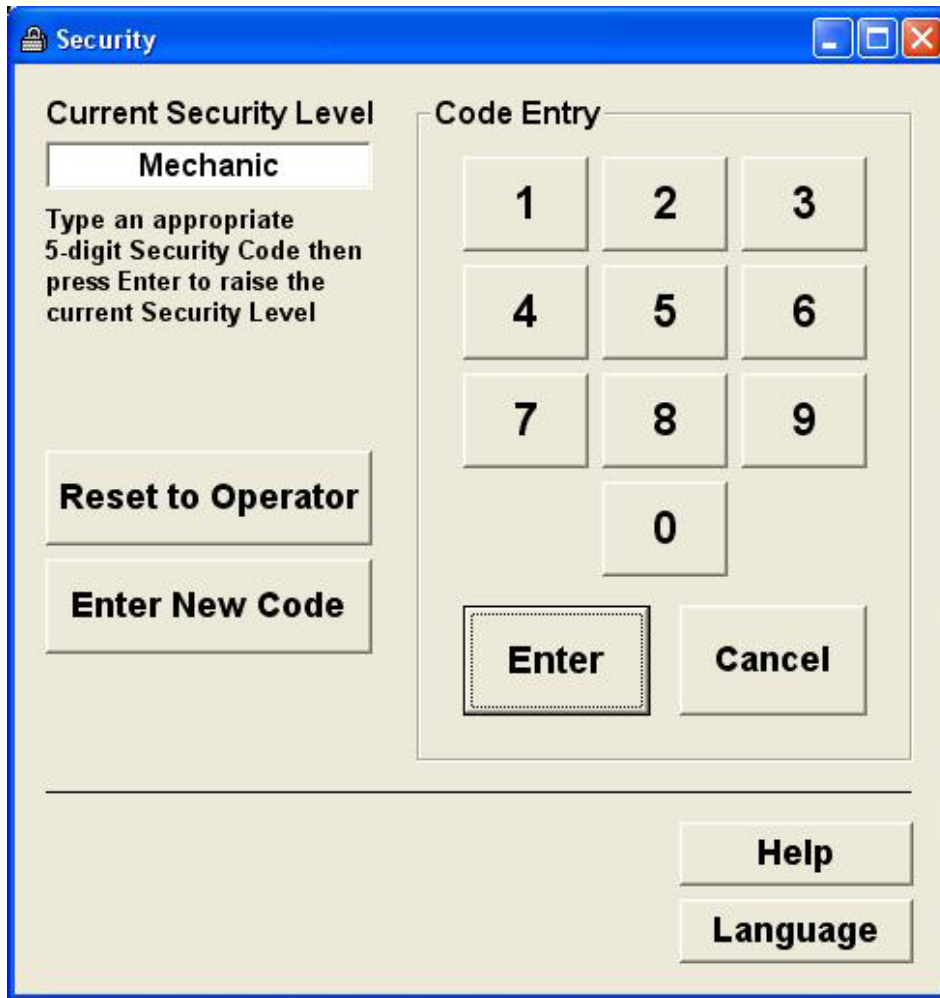 Security
Current Security Level
Mechanic
Type an appropriate
5-digit Security Code then
press Enter to raise the
current Security Level
Reset to Operator
Enter New Code
Code Entry
1 2 3
4 5 6
7 8 9
0
Enter Cancel
Help
Language